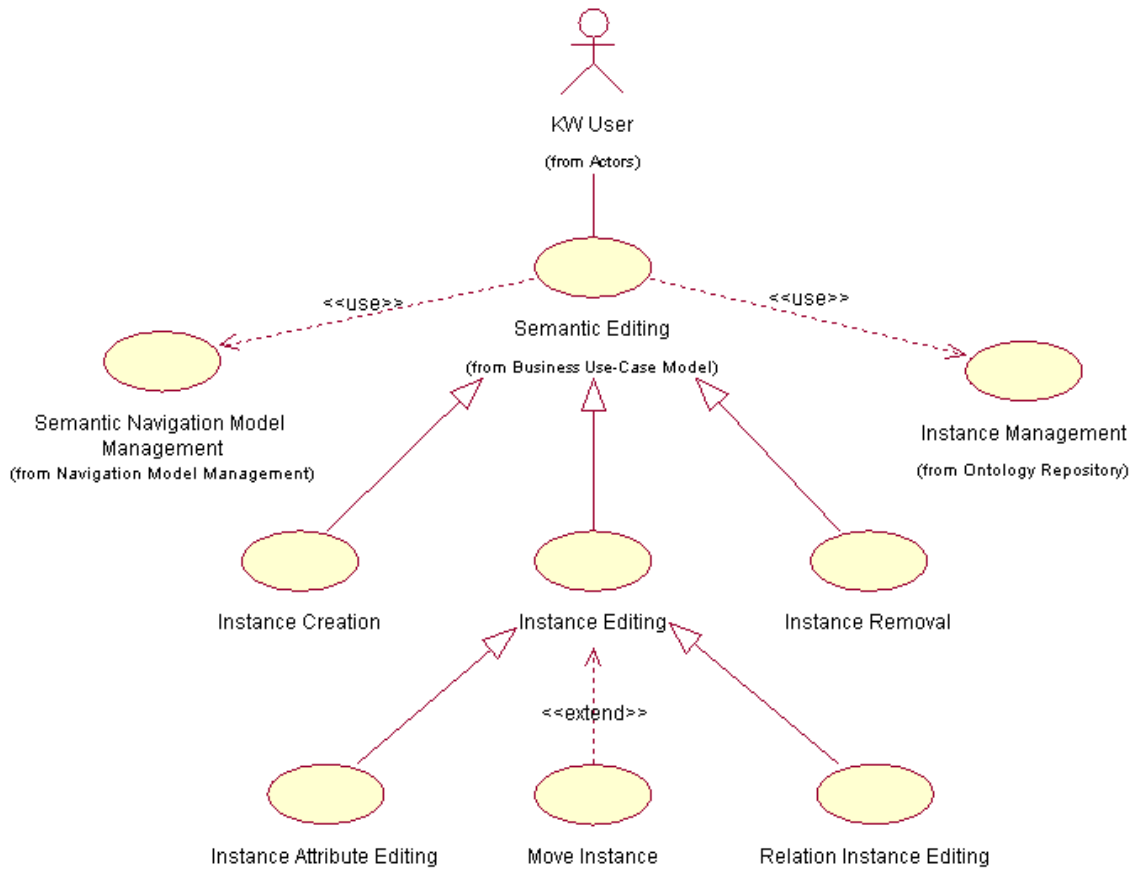 KW User
(from Actors)
<<use>>
<<use>>
Semantic Editing
(from Business Use-Case Model)
Semantic Navigation Model
Management
(from Navigation Model Management)
Instance Management
(from Ontology Repository)
Instance Creation
Instance Editing
Instance Removal
<<extend>>
Instance Attribute Editing
Move Instance
Relation Instance Editing